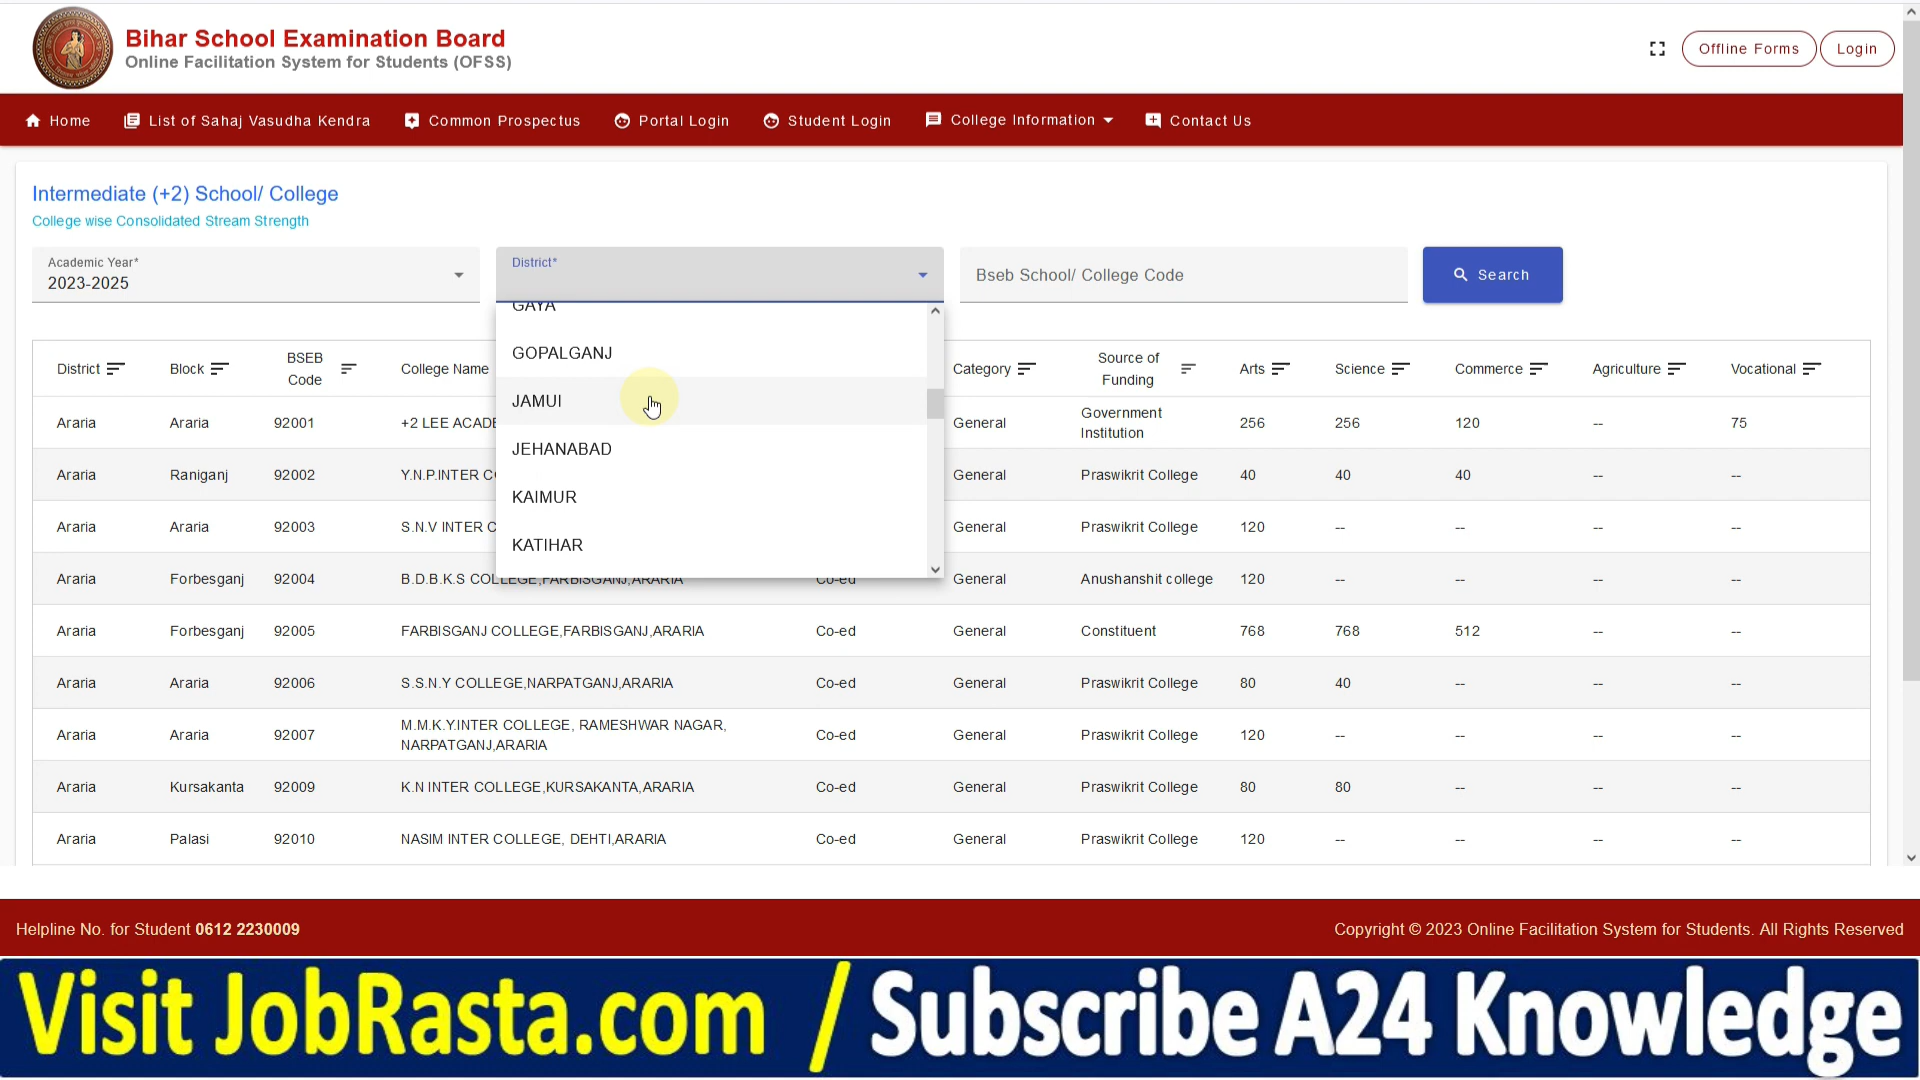 Bihar School Examination Board
Online Facilitation System for Students (OFSS)
Offline Forms
Login
Home
List of Sahaj Vasudha Kendra
Common Prospectus
Portal Login
Student Login
College Information
Contact Us
Intermediate (+2) School/ College
College wise Consolidated Stream Strength
Academic Year*
2023-2025
District*
Bseb School/ College Code
Search
GAYA
GOPALGANJ
JAMUI
JEHANABAD
KAIMUR
KATIHAR
District Block BSEB Code College Name Category Source of Funding Arts Science Commerce Agriculture Vocational
Araria Araria 92001 +2 LEE ACADE General Government Institution 256 256 120 -- 75
Araria Raniganj 92002 Y.N.P.INTER C General Praswikrit College 40 40 40 -- --
Araria Araria 92003 S.N.V INTER C General Praswikrit College 120 -- -- -- --
Araria Forbesganj 92004 B.D.B.K.S COLLEGE,FARBISGANJ,ARARIA Co-ed General Anushanshit college 120 -- -- -- --
Araria Forbesganj 92005 FARBISGANJ COLLEGE,FARBISGANJ,ARARIA Co-ed General Constituent 768 768 512 -- --
Araria Araria 92006 S.S.N.Y COLLEGE,NARPATGANJ,ARARIA Co-ed General Praswikrit College 80 40 -- -- --
Araria Araria 92007 M.M.K.Y.INTER COLLEGE, RAMESHWAR NAGAR, NARPATGANJ,ARARIA Co-ed General Praswikrit College 120 -- -- -- --
Araria Kursakanta 92009 K.N INTER COLLEGE,KURSAKANTA,ARARIA Co-ed General Praswikrit College 80 80 -- -- --
Araria Palasi 92010 NASIM INTER COLLEGE, DEHTI,ARARIA Co-ed General Praswikrit College 120 -- -- -- --
Helpline No. for Student 0612 2230009
Copyright © 2023 Online Facilitation System for Students. All Rights Reserved
Visit JobRasta.com / Subscribe A24 Knowledge